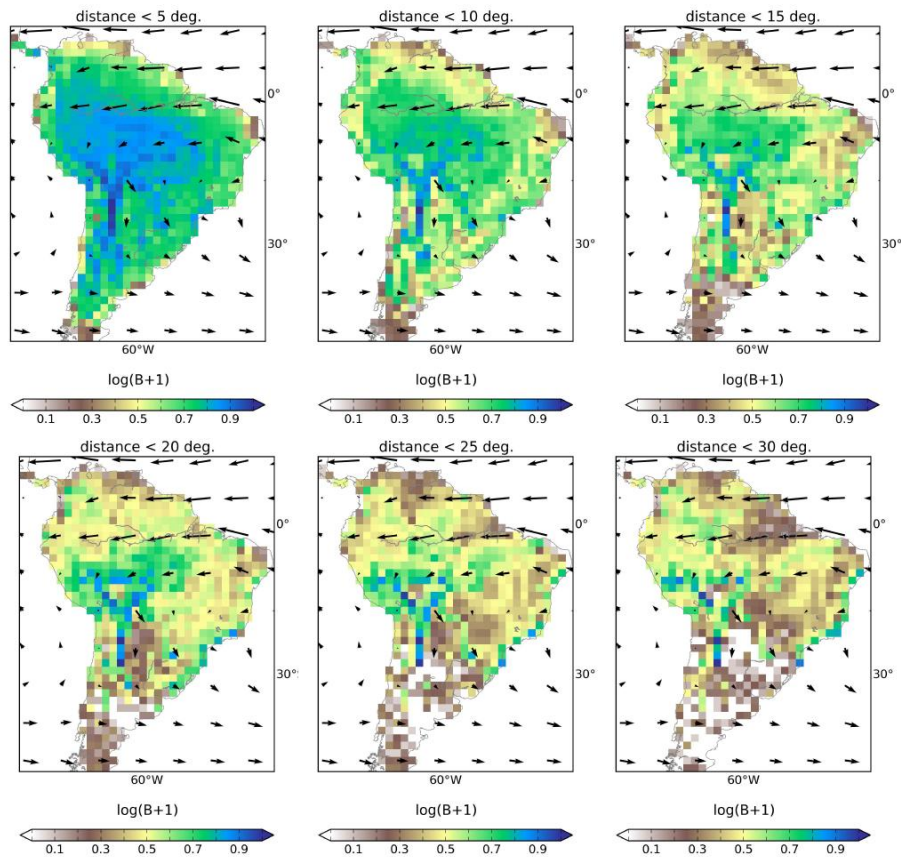 distance < 5 deg.
distance < 10 deg.
distance < 15 deg.
0°
0°
0°
30°
30°
30°
60°W
60°W
60°W
log(B+1)
log(B+1)
log(B+1)
0.1 0.3 0.5 0.7 0.9
0.1 0.3 0.5 0.7 0.9
0.1 0.3 0.5 0.7 0.9
distance < 20 deg.
distance < 25 deg.
distance < 30 deg.
0°
0°
0°
30°
30°
30°
60°W
60°W
60°W
log(B+1)
log(B+1)
log(B+1)
0.1 0.3 0.5 0.7 0.9
0.1 0.3 0.5 0.7 0.9
0.1 0.3 0.5 0.7 0.9